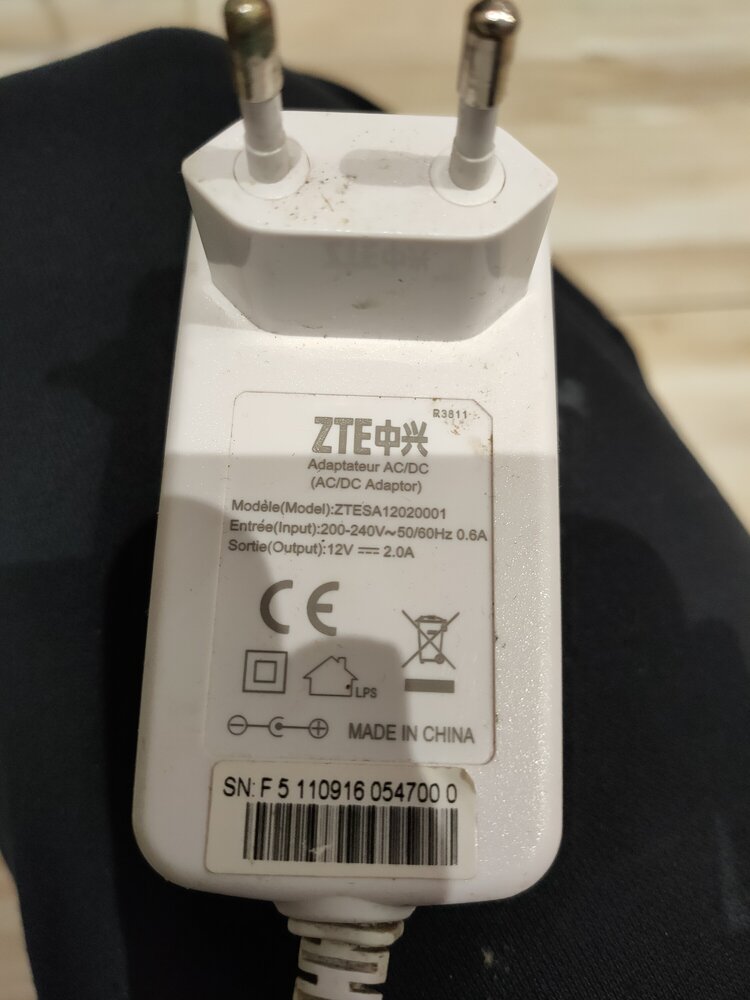 R3811
ZTE中兴
Adaptateur AC/DC
(AC/DC Adaptor)
Modèle(Model):ZTESA12020001
Entrée(Input):200-240V~50/60Hz 0.6A
Sortie(Output):12V ⎓ 2.0A
CE
LPS
MADE IN CHINA
SN: F 5 110916 054700 0